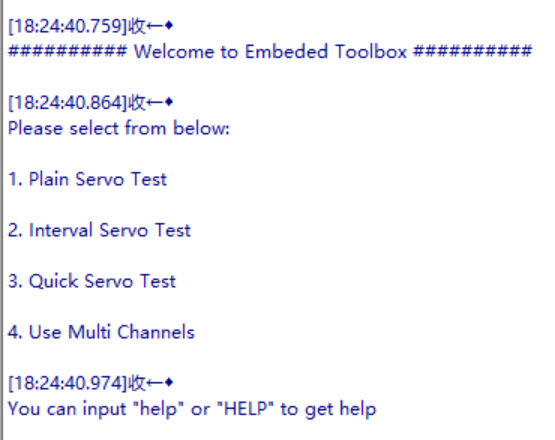 [18:24:40.759]收←◆
########## Welcome to Embeded Toolbox ##########
[18:24:40.864]收←◆
Please select from below:
1. Plain Servo Test
2. Interval Servo Test
3. Quick Servo Test
4. Use Multi Channels
[18:24:40.974]收←◆
You can input "help" or "HELP" to get help